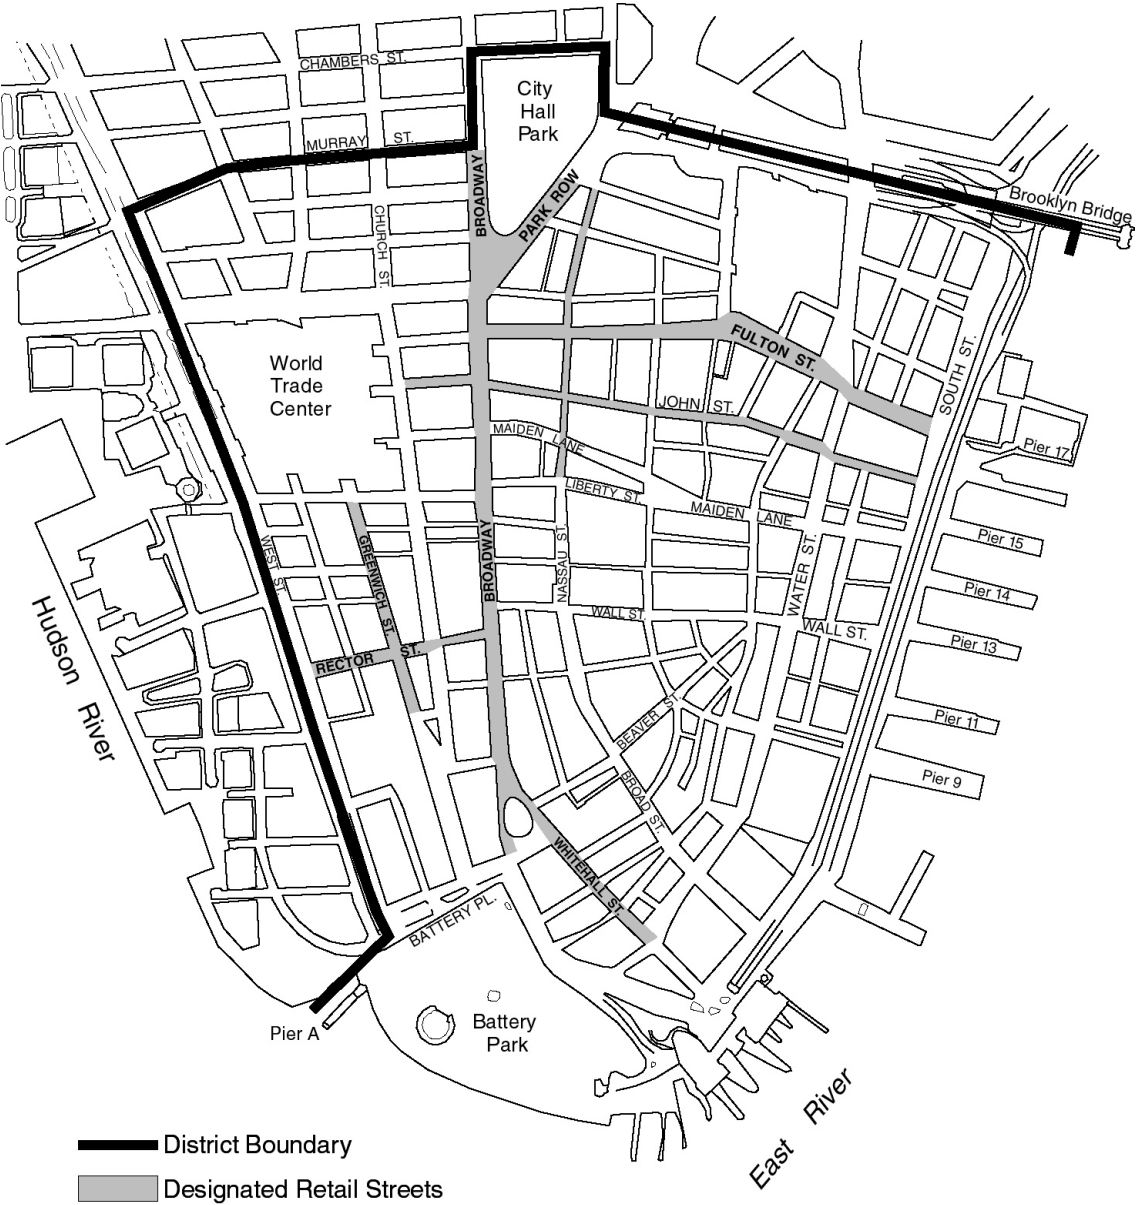 CHAMBERS ST.
City
Hall
Park
MURRAY ST.
BROADWAY
PARK ROW
Brooklyn Bridge
CHURCH ST.
World
Trade
Center
FULTON ST.
SOUTH ST.
JOHN ST.
MAIDEN LANE
Pier 17
LIBERTY ST.
MAIDEN LANE
Pier 15
WEST ST.
GREENWICH ST.
BROADWAY
NASSAU ST.
WATER ST.
Pier 14
Hudson River
WALL ST.
WALL ST.
Pier 13
RECTOR ST.
BEAVER ST.
Pier 11
BROAD ST.
Pier 9
WHITEHALL ST.
BATTERY PL.
Pier A
Battery
Park
East River
District Boundary
Designated Retail Streets